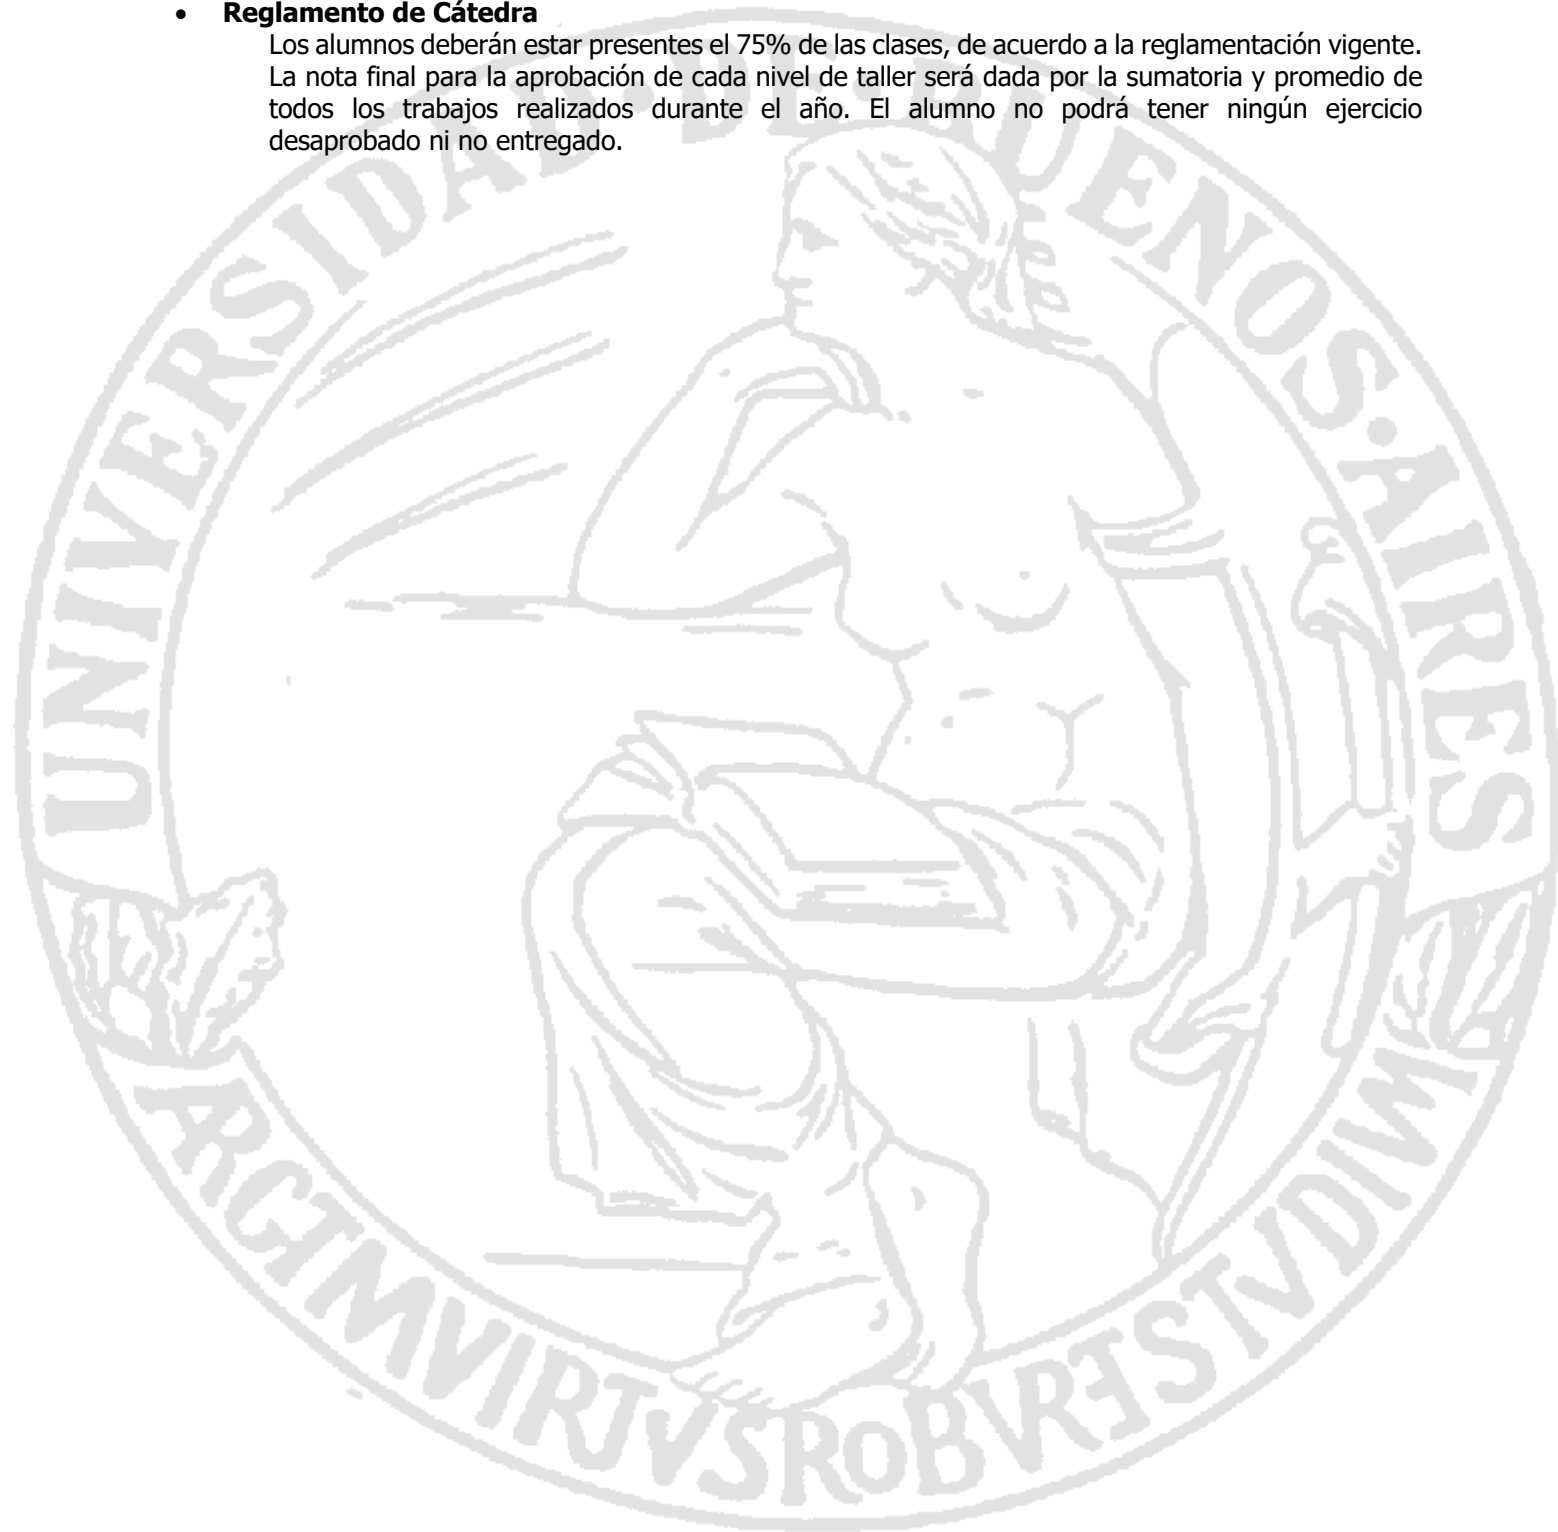 • Reglamento de Cátedra
Los alumnos deberán estar presentes el 75% de las clases, de acuerdo a la reglamentación vigente.
La nota final para la aprobación de cada nivel de taller será dada por la sumatoria y promedio de
todos los trabajos realizados durante el año. El alumno no podrá tener ningún ejercicio
desaprobado ni no entregado.
UNIVERSIDAD·DE·BUENOS·AIRES
ARGTMVIRTVSROBVRETSTVDIVM